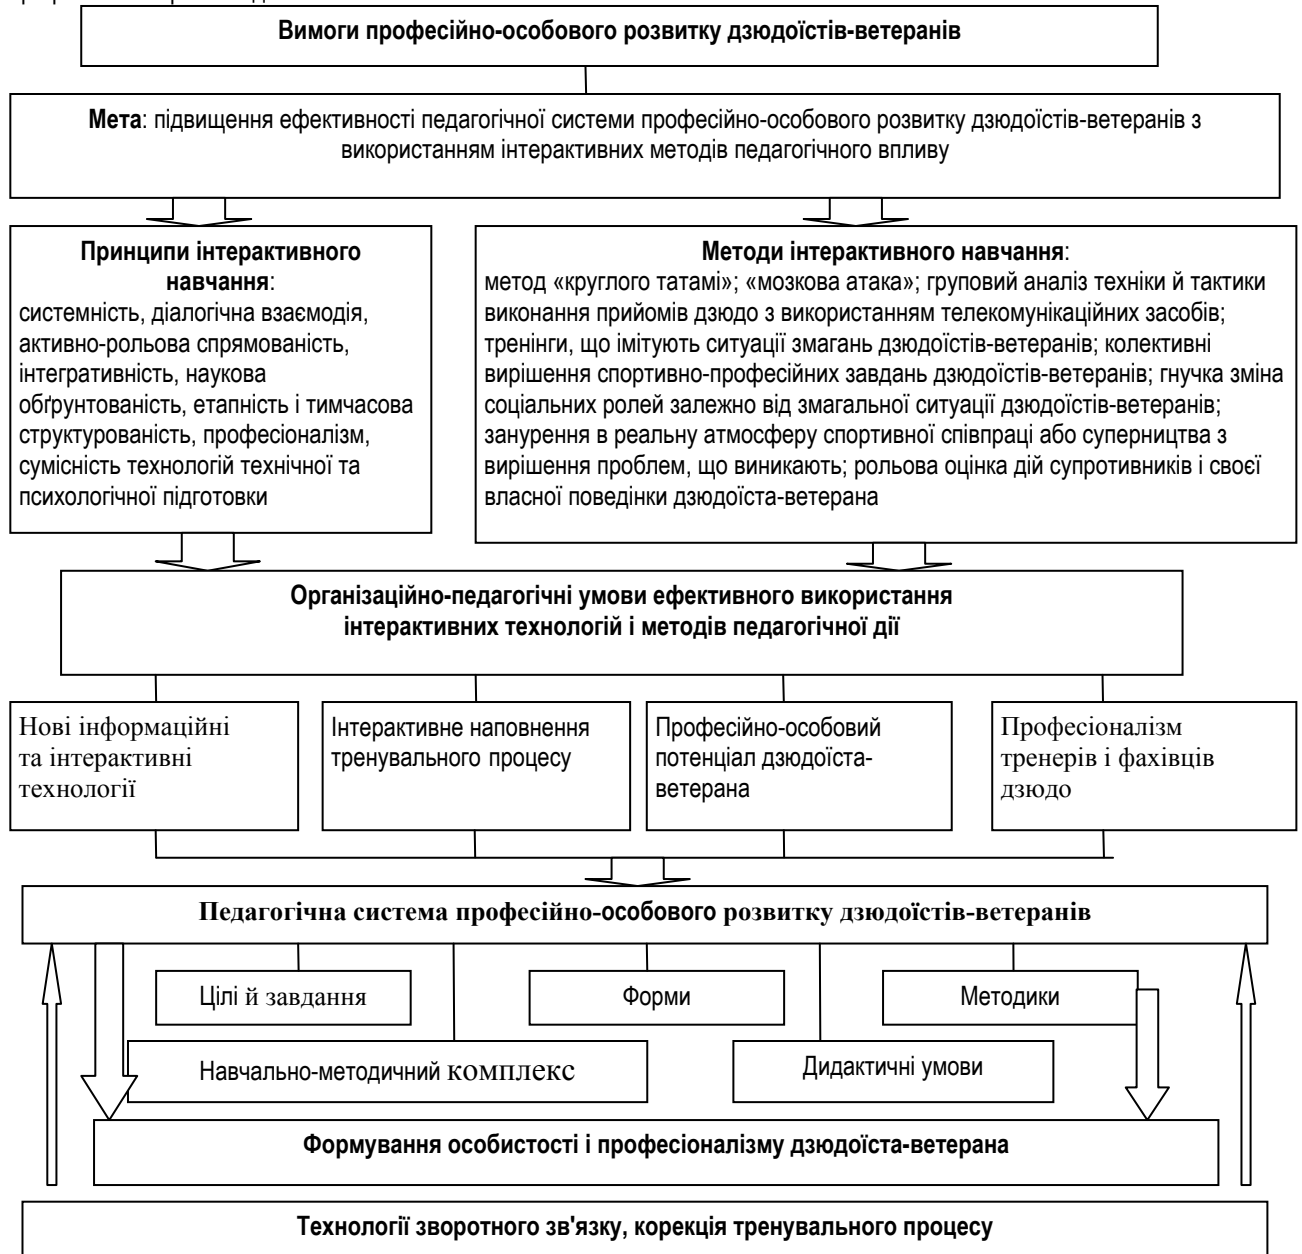 Вимоги професійно-особового розвитку дзюдоїстів-ветеранів
Мета: підвищення ефективності педагогічної системи професійно-особового розвитку дзюдоїстів-ветеранів з
використанням інтерактивних методів педагогічного впливу
Принципи інтерактивного
навчання:
системність, діалогічна взаємодія,
активно-рольова спрямованість,
інтегративність, наукова
обґрунтованість, етапність і тимчасова
структурованість, професіоналізм,
сумісність технологій технічної та
психологічної підготовки
Методи інтерактивного навчання:
метод «круглого татамі»; «мозкова атака»; груповий аналіз техніки й тактики
виконання прийомів дзюдо з використанням телекомунікаційних засобів;
тренінги, що імітують ситуації змагань дзюдоїстів-ветеранів; колективні
вирішення спортивно-професійних завдань дзюдоїстів-ветеранів; гнучка зміна
соціальних ролей залежно від змагальної ситуації дзюдоїстів-ветеранів;
занурення в реальну атмосферу спортивної співпраці або суперництва з
вирішення проблем, що виникають; рольова оцінка дій супротивників і своєї
власної поведінки дзюдоїста-ветерана
Організаційно-педагогічні умови ефективного використання
інтерактивних технологій і методів педагогічної дії
Нові інформаційні
та інтерактивні
технології
Інтерактивне наповнення
тренувального процесу
Професійно-особовий
потенціал дзюдоїста-
ветерана
Професіоналізм
тренерів і фахівців
дзюдо
Педагогічна система професійно-особового розвитку дзюдоїстів-ветеранів
Цілі й завдання
Форми
Методики
Навчально-методичний комплекс
Дидактичні умови
Формування особистості і професіоналізму дзюдоїста-ветерана
Технології зворотного зв'язку, корекція тренувального процесу